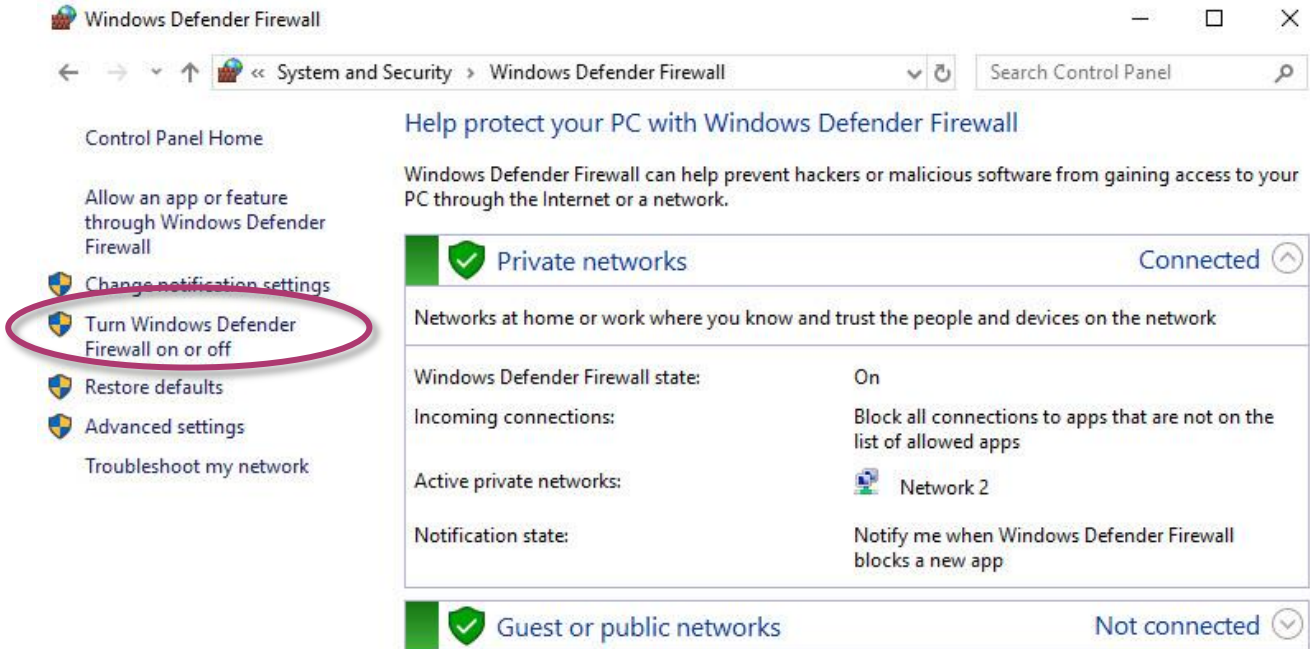 Windows Defender Firewall
« System and Security › Windows Defender Firewall
Search Control Panel
Control Panel Home
Allow an app or feature
through Windows Defender
Firewall
Change notification settings
Turn Windows Defender
Firewall on or off
Restore defaults
Advanced settings
Troubleshoot my network
Help protect your PC with Windows Defender Firewall
Windows Defender Firewall can help prevent hackers or malicious software from gaining access to your
PC through the Internet or a network.
Private networks Connected
Networks at home or work where you know and trust the people and devices on the network
Windows Defender Firewall state: On
Incoming connections: Block all connections to apps that are not on the
list of allowed apps
Active private networks: Network 2
Notification state: Notify me when Windows Defender Firewall
blocks a new app
Guest or public networks Not connected